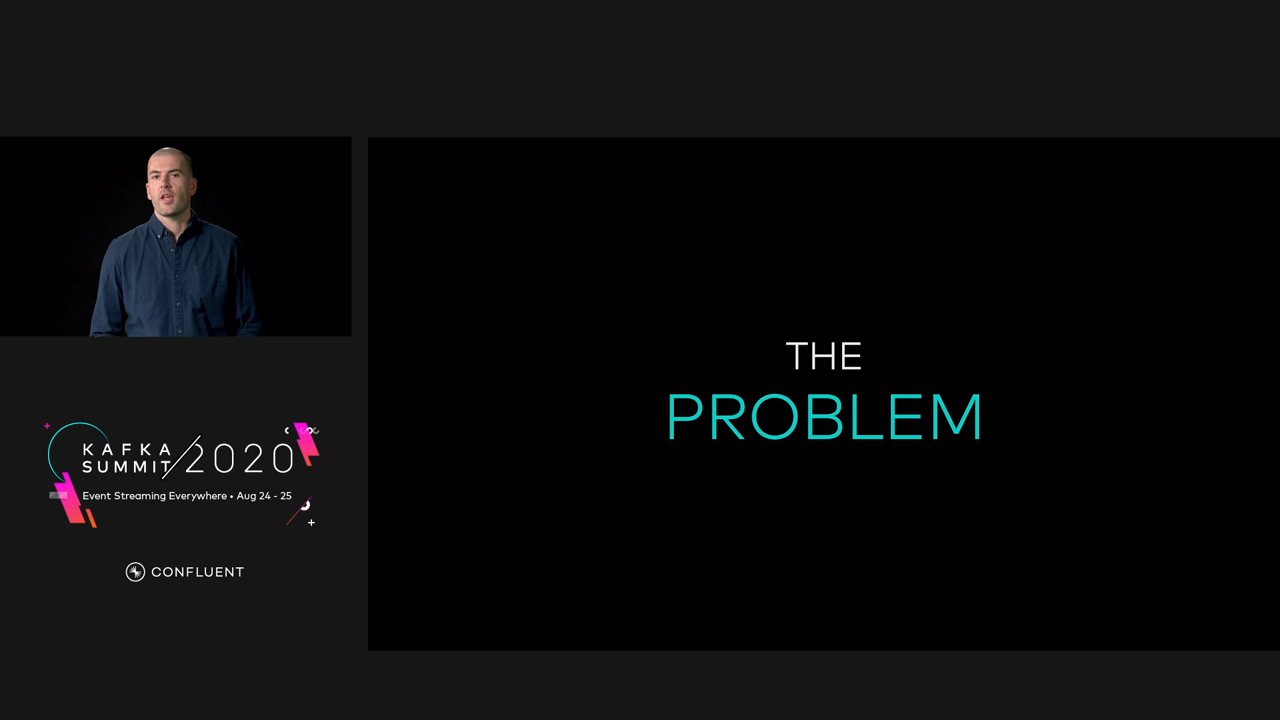 THE
PROBLEM
KAFKA
SUMMIT
2020
Event Streaming Everywhere • Aug 24 - 25
CONFLUENT